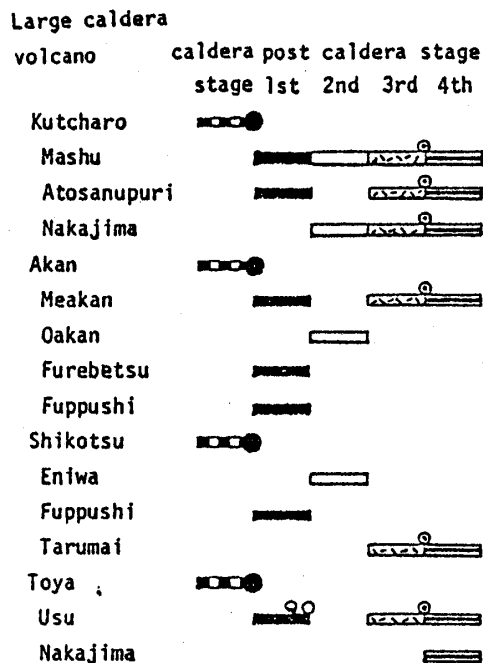 Large caldera
volcano caldera post caldera stage
stage 1st 2nd 3rd 4th
Kutcharo
Mashu
Atosanupuri
Nakajima
Akan
Meakan
Oakan
Furebetsu
Fuppushi
Shikotsu
Eniwa
Fuppushi
Tarumai
Toya
Usu
Nakajima